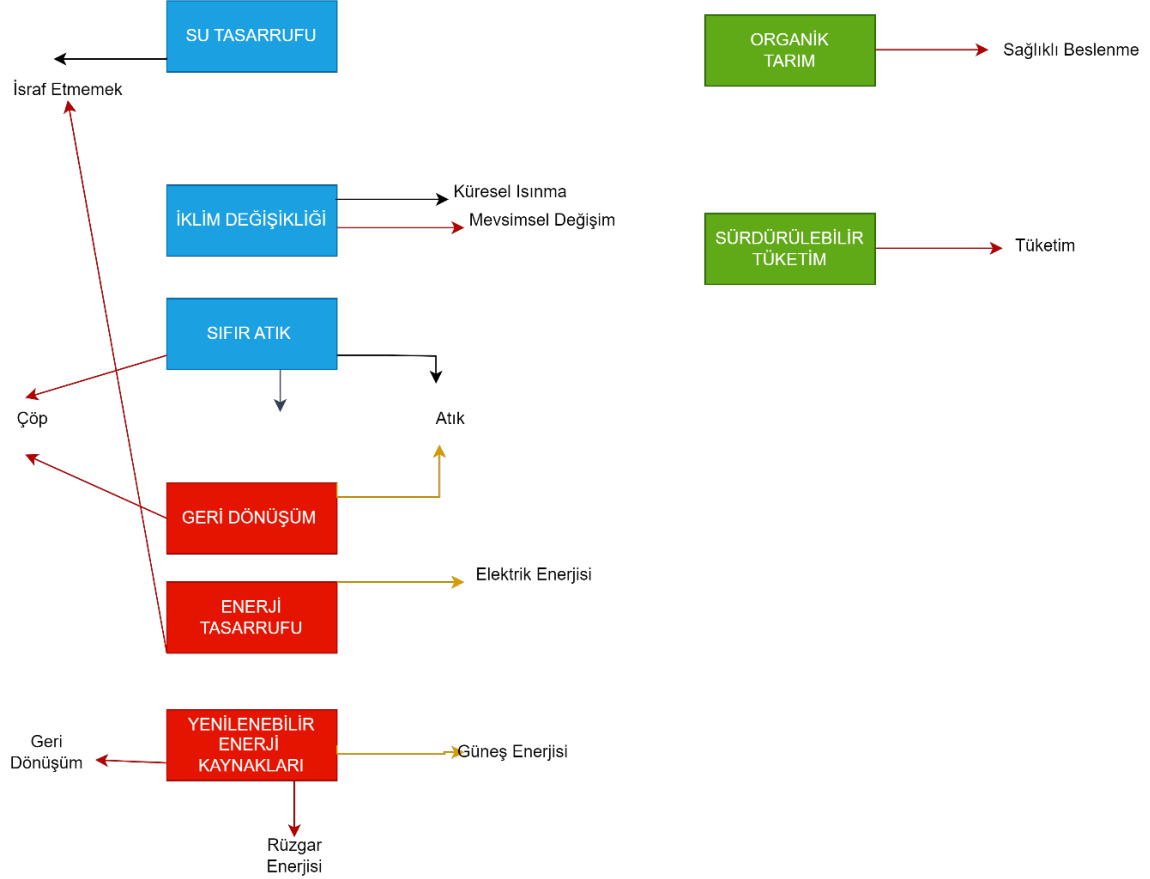 SU TASARRUFU
İsraf Etmemek
ORGANİK
TARIM
Sağlıklı Beslenme
İKLİM DEĞİŞİKLİĞİ
Küresel Isınma
Mevsimsel Değişim
SÜRDÜRÜLEBİLİR
TÜKETİM
Tüketim
SIFIR ATIK
Çöp
Atık
GERİ DÖNÜŞÜM
Elektrik Enerjisi
ENERJİ
TASARRUFU
YENİLENEBİLİR
ENERJİ
KAYNAKLARI
Geri
Dönüşüm
Güneş Enerjisi
Rüzgar
Enerjisi